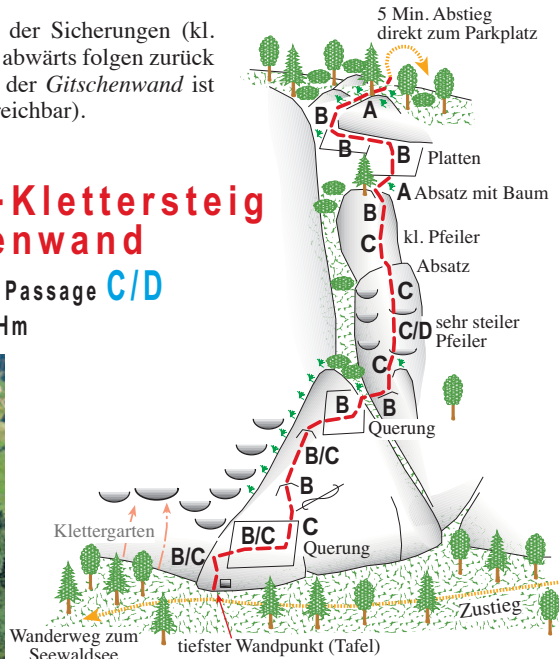 der Sicherungen (kl.
abwärts folgen zurück
der Gitschenwand ist
reichbar).
-Klettersteig
enwand
Passage C/D
Hm
5 Min. Abstieg
direkt zum Parkplatz
B
A
B
B
Platten
A Absatz mit Baum
B
C
kl. Pfeiler
Absatz
C
C/D
sehr steiler
Pfeiler
C
B
B
Querung
B/C
B
C
B/C
Querung
Klettergarten
B/C
Zustieg
Wanderweg zum
Seewaldsee
tiefster Wandpunkt (Tafel)